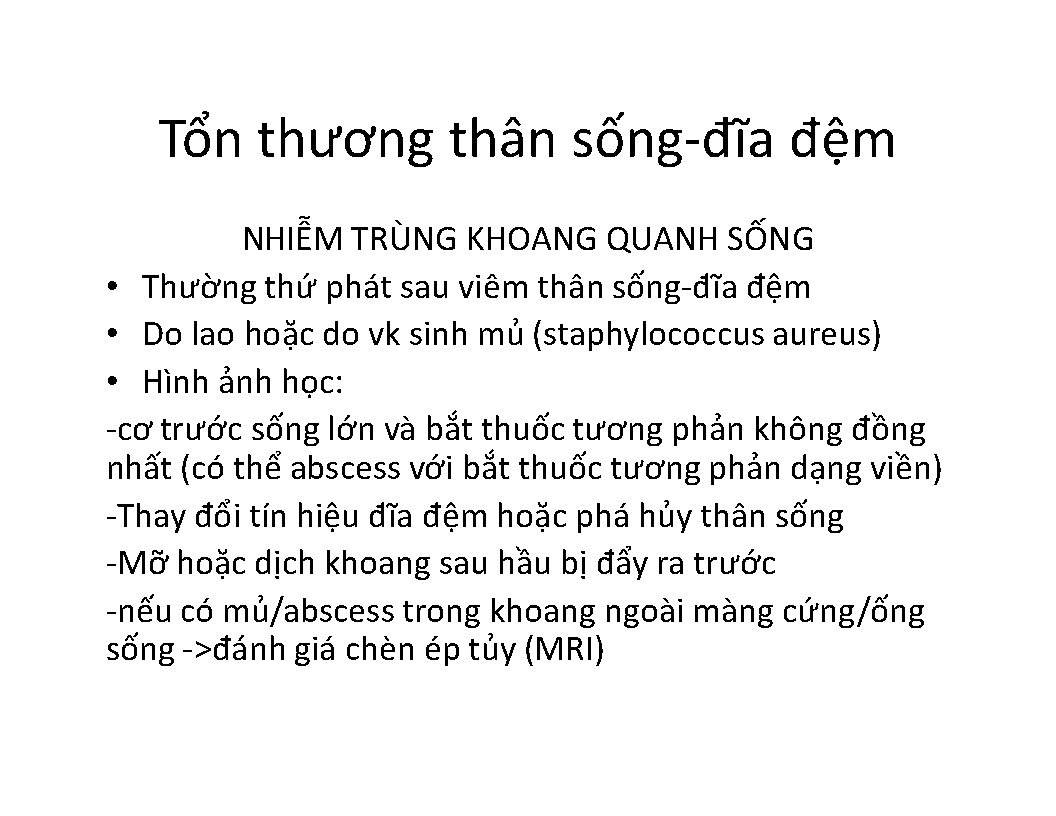 Tổn thương thân sống-đĩa đệm
NHIỄM TRÙNG KHOANG QUANH SỐNG
• Thường thứ phát sau viêm thân sống-đĩa đệm
• Do lao hoặc do vk sinh mủ (staphylococcus aureus)
• Hình ảnh học:
-cơ trước sống lớn và bắt thuốc tương phản không đồng
nhất (có thể abscess với bắt thuốc tương phản dạng viền)
-Thay đổi tín hiệu đĩa đệm hoặc phá hủy thân sống
-Mỡ hoặc dịch khoang sau hầu bị đẩy ra trước
-nếu có mủ/abscess trong khoang ngoài màng cứng/ống
sống ->đánh giá chèn ép tủy (MRI)